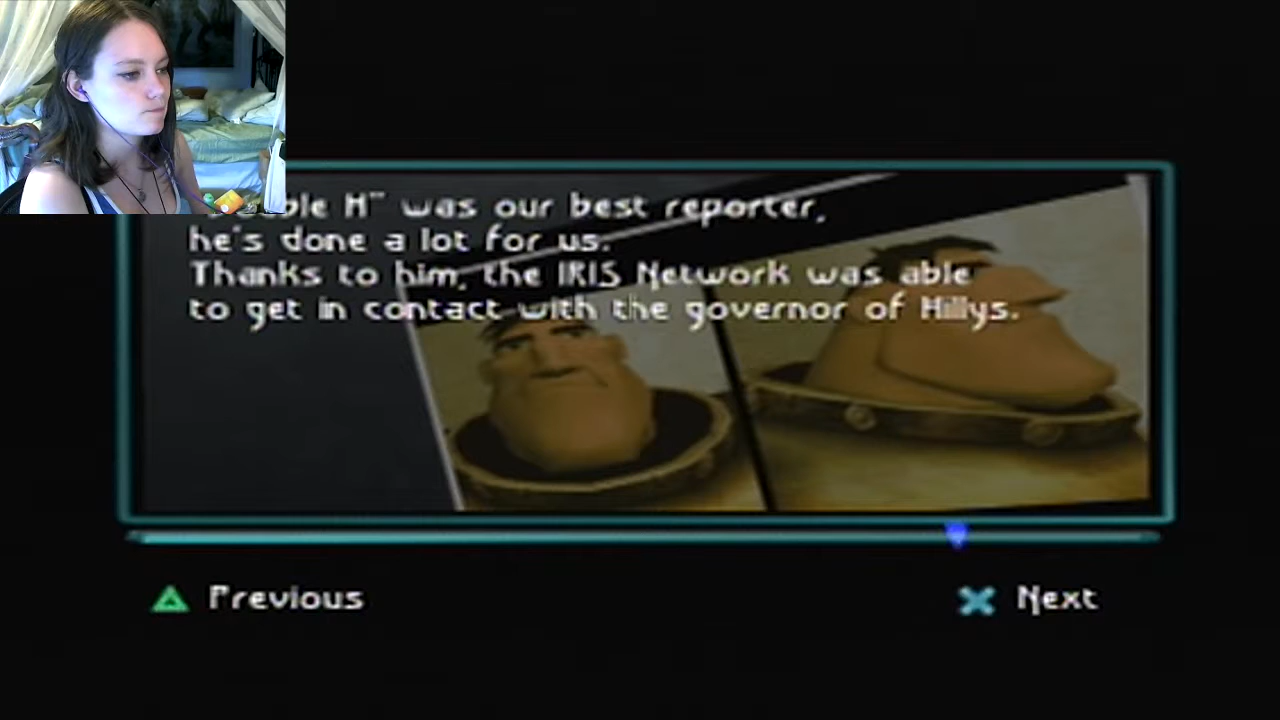 H" was our best reporter,
he's done a lot for us.
Thanks to him, the IRIS Network was able
to get in contact with the governor of Hillys.
Previous
Next